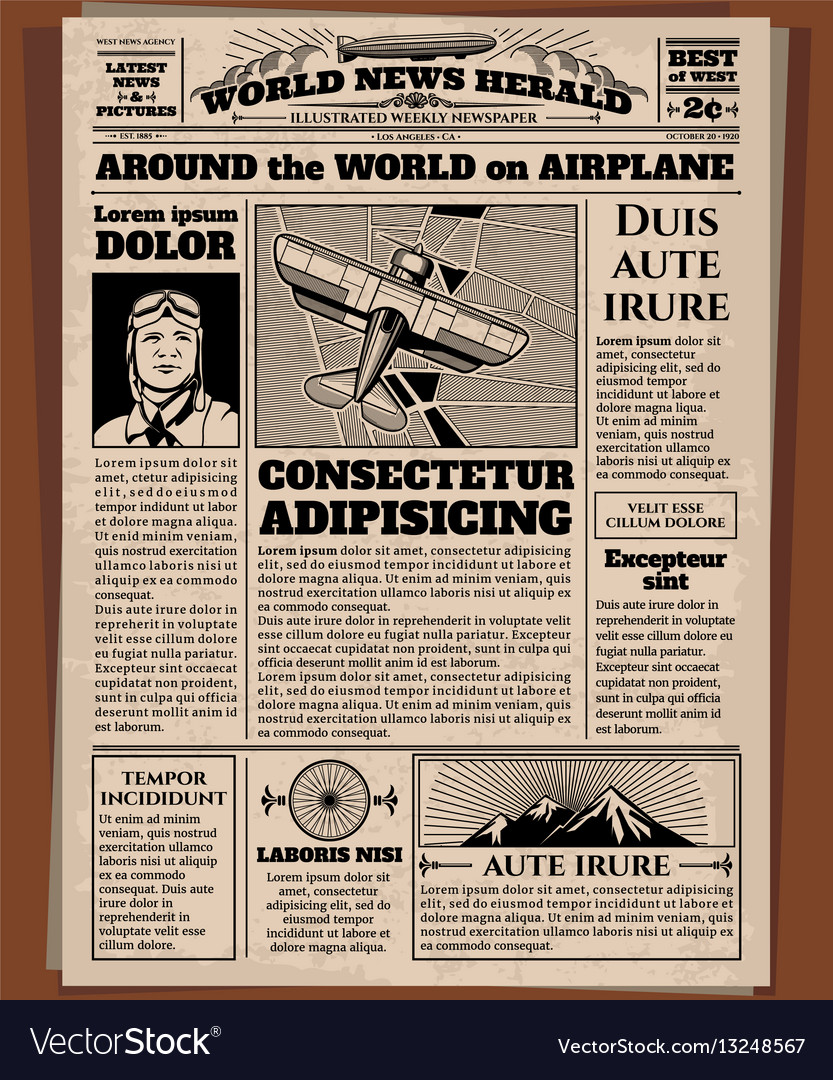 WEST NEWS AGENCY
LATEST
NEWS
&
PICTURES
EST. 1885
WORLD NEWS HERALD
ILLUSTRATED WEEKLY NEWSPAPER
• LOS ANGELES • CA •
BEST
of WEST
2¢
OCTOBER 20 • 1920
AROUND the WORLD on AIRPLANE
Lorem ipsum
DOLOR
Lorem ipsum dolor sit
amet, ctetur adipiscing
elit, sed do eiusmod
tempor indidunt ut labor
et dolore magna aliqua.
Ut enid minim veniam,
quis nostrud exercitation
ullamco laboris nisi ut
aliquip ex ea commodo
consequat.
Duis aute irure dolor in
repreherit in voluptate
velit esse cillum dolore
eu fugiat nulla pariatur.
Excepteur sint occaecat
cupidatat non proident,
sunt in culpa qui officia
deserunt mollit anim id
est laborum.
CONSECTETUR
ADIPISICING
Lorem ipsum dolor sit amet, consectetur adipisicing
elit, sed do eiusmod tempor incididunt ut labore et
dolore magna aliqua. Ut enim ad minim veniam, quis
nostrud exercitation ullamco laboris nisi ut aliquip ex
ea commodo consequat.
Duis aute irure dolor in reprehenderit in voluptate velit
esse cillum dolore eu fugiat nulla pariatur. Excepteur
sint occaecat cupidatat non proident, sunt in culpa qui
officia deserunt mollit anim id est laborum.
Lorem ipsum dolor sit amet, consectetur adipisicing
elit, sed do eiusmod tempor incididunt ut labore et
dolore magna aliqua. Ut enim ad minim veniam, quis
nostrud exercitation ullamco laboris nisi ut aliquip ex
ea commodo consequat.
DUIS
AUTE
IRURE
Lorem ipsum dolor sit
amet, consectetur
adipisicing elit, sed do
eiusmod tempor
incididunt ut labore et
dolore magna liqua.
Ut enim ad minim
veniam, quis nostrud
exercitation ullamco
laboris nisi ut aliquip ex
ea commodo consequat.
VELIT ESSE
CILLUM DOLORE
Excepteur
sint
Duis aute irure dolor in
reprehenderit in voluptate
velit esse cillum dolore eu
fugiat nulla pariatur.
Excepteur sint occaecat
cupidatat non proident,
sunt in culpa qui officia
deserunt mollit anim id
est laborum.
TEMPOR
INCIDIDUNT
Ut enim ad minim
veniam, quis nostrud
exercitation ullamco
laboris nisi ut aliquip
ex ea commodo
consequat. Duis aute
irure dolor in
reprehenderit in
voluptate velit esse
cillum dolore.
LABORIS NISI
Lorem ipsum dolor sit
amet, consectetur
adipisicing elit, sed do
eiusmod tempor
incididunt ut labore et
dolore magna aliqua.
AUTE IRURE
Lorem ipsum dolor sit amet, consectetur adipisicing
elit, sed do eiusmod tempor incididunt ut labore et
dolore magna aliqua. Ut enim ad minim veniam, quis
nostrud exercitation ullamco laboris nisi ut aliquip ex
ea commodo consequat.
VectorStock®
VectorStock.com/13248567